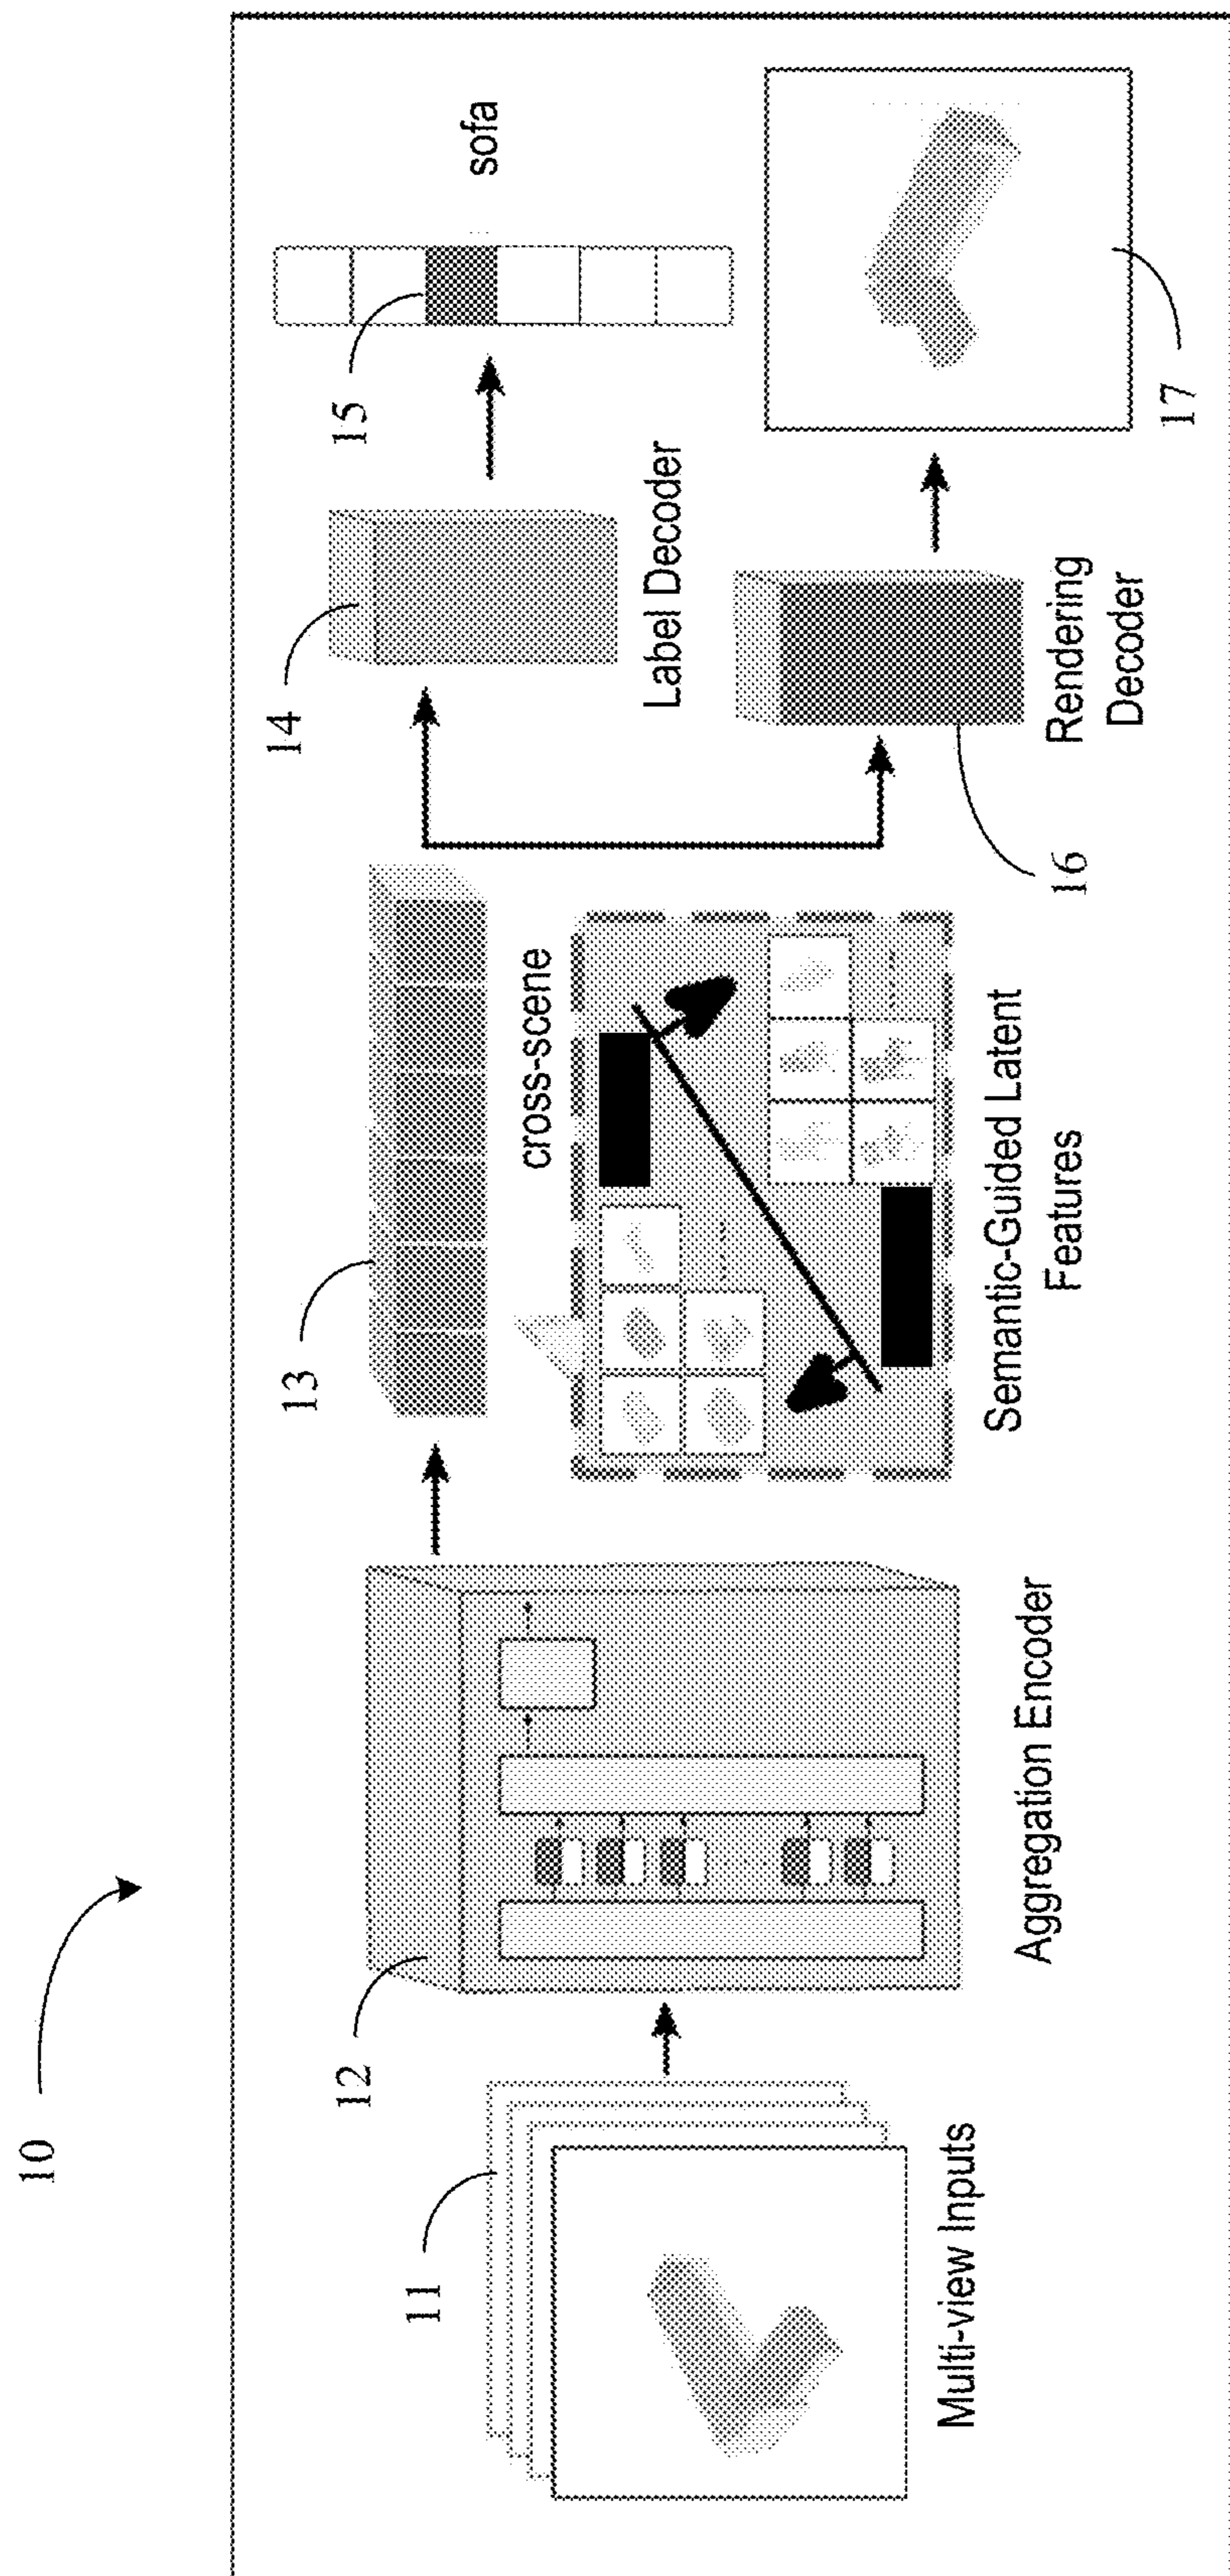 10
11
Multi-view Inputs
12
Aggregation Encoder
13
cross-scene
Semantic-Guided Latent
Features
14
Label Decoder
15
sofa
16
Rendering
Decoder
17